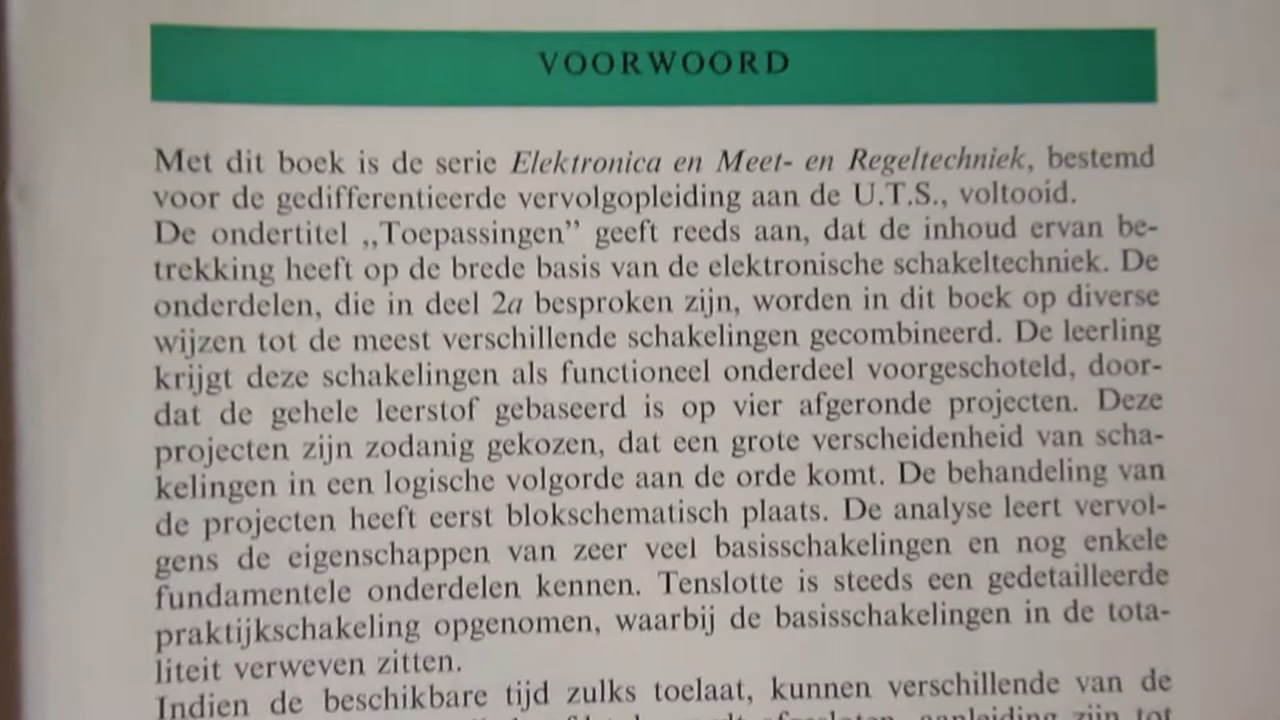 VOORWOORD
Met dit boek is de serie Elektronica en Meet- en Regeltechniek, bestemd
voor de gedifferentieerde vervolgopleiding aan de U.T.S., voltooid.
De ondertitel „Toepassingen” geeft reeds aan, dat de inhoud ervan be-
trekking heeft op de brede basis van de elektronische schakeltechniek. De
onderdelen, die in deel 2a besproken zijn, worden in dit boek op diverse
wijzen tot de meest verschillende schakelingen gecombineerd. De leerling
krijgt deze schakelingen als functioneel onderdeel voorgeschoteld, door-
dat de gehele leerstof gebaseerd is op vier afgeronde projecten. Deze
projecten zijn zodanig gekozen, dat een grote verscheidenheid van scha-
kelingen in een logische volgorde aan de orde komt. De behandeling van
de projecten heeft eerst blokschematisch plaats. De analyse leert vervol-
gens de eigenschappen van zeer veel basisschakelingen en nog enkele
fundamentele onderdelen kennen. Tenslotte is steeds een gedetailleerde
praktijkschakeling opgenomen, waarbij de basisschakelingen in de tota-
liteit verweven zitten.
Indien de beschikbare tijd zulks toelaat, kunnen verschillende van de
aanleiding zijn tot